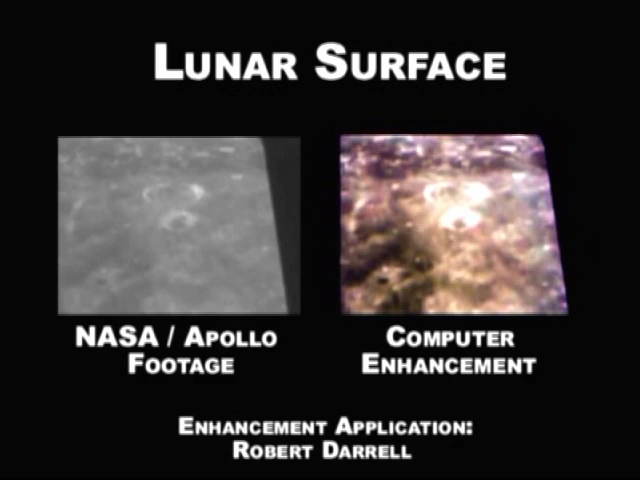 LUNAR SURFACE
NASA / APOLLO
FOOTAGE
COMPUTER
ENHANCEMENT
ENHANCEMENT APPLICATION:
ROBERT DARRELL